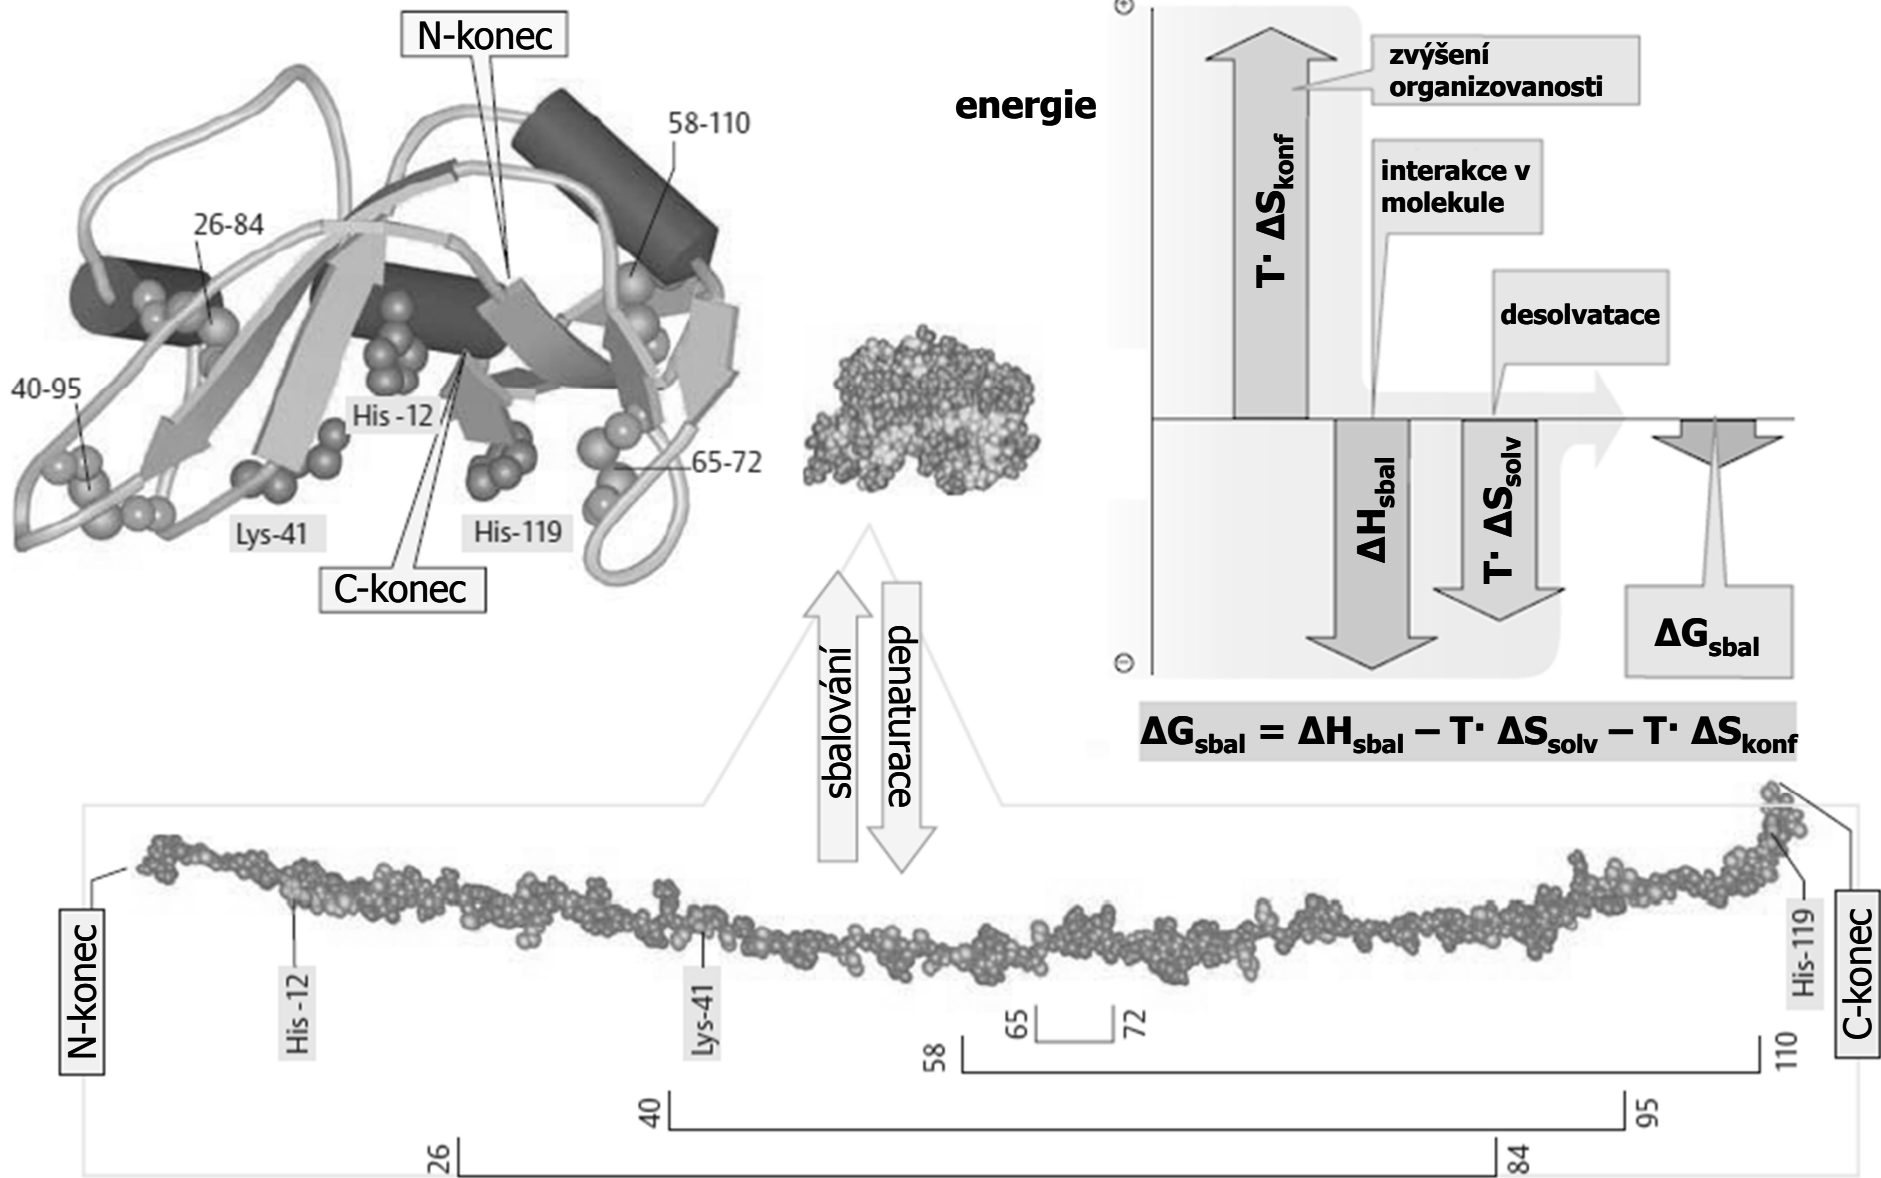 N-konec
58-110
26-84
40-95
His -12
65-72
Lys-41
His-119
C-konec
energie
+
zvýšení
organizovanosti
T· ΔSkonf
interakce v
molekule
desolvatace
ΔHsbal
T· ΔSsolv
ΔGsbal
−
ΔGsbal = ΔHsbal – T· ΔSsolv – T· ΔSkonf
sbalování
denaturace
N-konec
His -12
Lys-41
His-119
C-konec
65
72
58
110
40
95
26
84